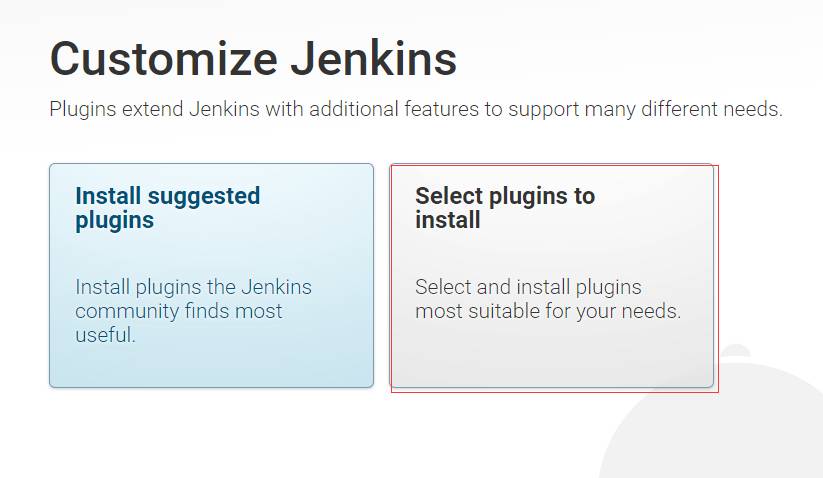 Customize Jenkins
Plugins extend Jenkins with additional features to support many different needs.
Install suggested
plugins
Install plugins the Jenkins
community finds most
useful.
Select plugins to
install
Select and install plugins
most suitable for your needs.